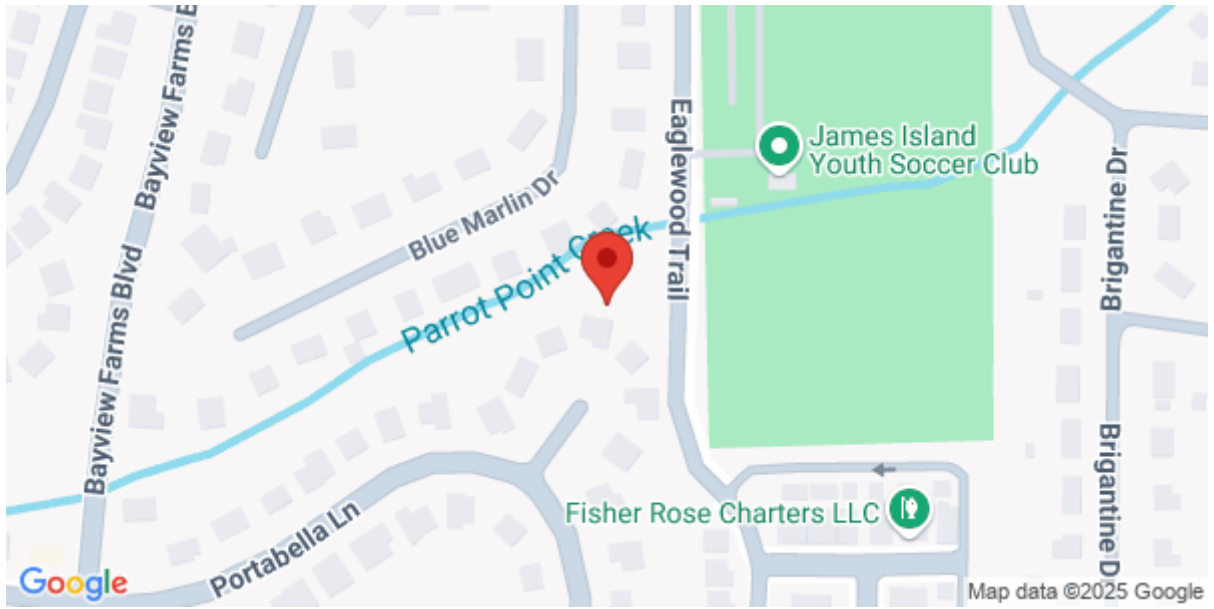 Bayview Farms B
Eaglewood Trail
James Island
Youth Soccer Club
Brigantine Dr
Blue Marlin Dr
Parrot Point Creek
Bayview Farms Blvd
Brigantine D
Fisher Rose Charters LLC
Portabella Ln
Google
Map data ©2025 Google